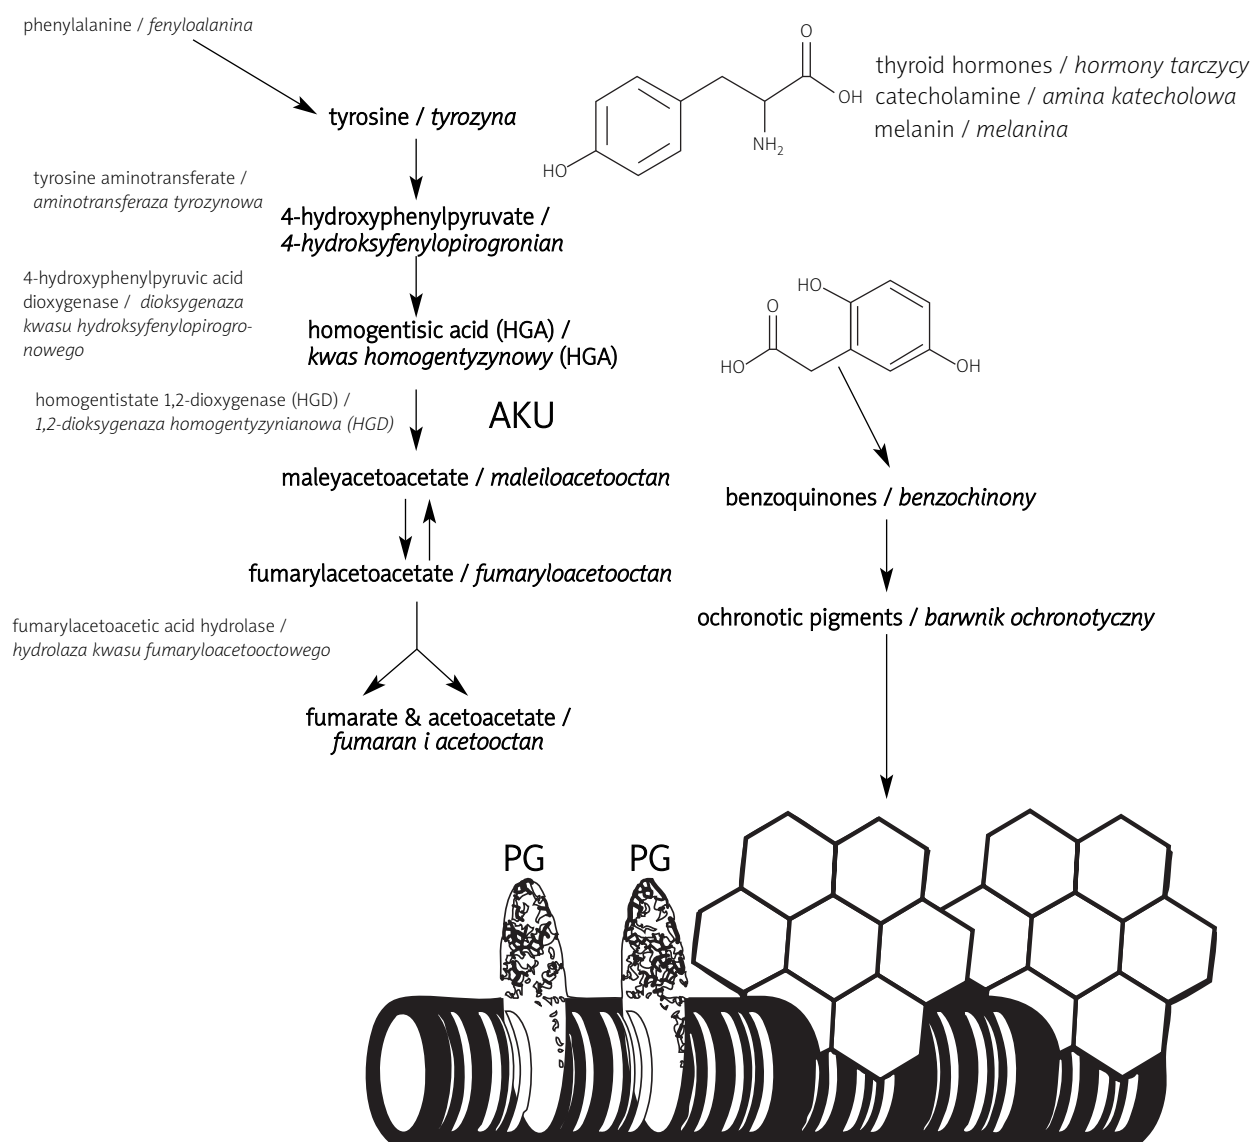 phenylalanine / fenyloalanina
tyrosine / tyrozyna
O
OH
NH2
HO
thyroid hormones / hormony tarczycy
catecholamine / amina katecholowa
melanin / melanina
tyrosine aminotransferate /
aminotransferaza tyrozynowa
4-hydroxyphenylpyruvate /
4-hydroksyfenylopirogronian
4-hydroxyphenylpyruvic acid
dioxygenase / dioksygenaza
kwasu hydroksyfenylopirogro-
nowego
homogentisic acid (HGA) /
kwas homogentyzynowy (HGA)
HO
O
HO
OH
homogentistate 1,2-dioxygenase (HGD) /
1,2-dioksygenaza homogentyzynianowa (HGD)
AKU
maleyacetoacetate / maleiloacetooctan
benzoquinones / benzochinony
fumarylacetoacetate / fumaryloacetooctan
ochronotic pigments / barwnik ochronotyczny
fumarylacetoacetic acid hydrolase /
hydrolaza kwasu fumaryloacetooctowego
fumarate & acetoacetate /
fumaran i acetooctan
PG
PG